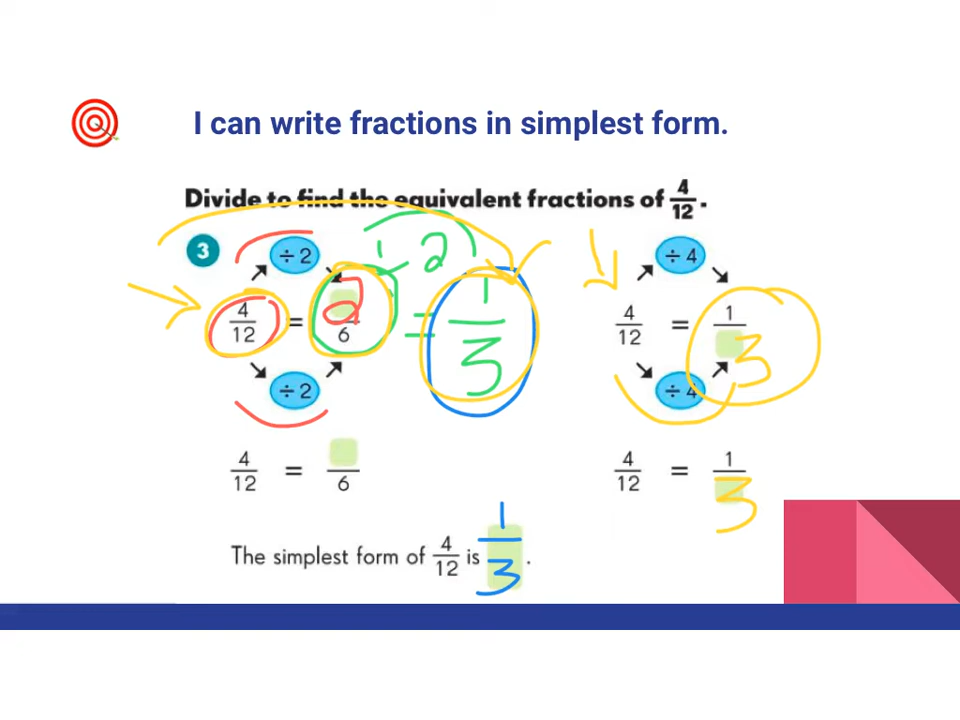 I can write fractions in simplest form.
Divide to find the equivalent fractions of 4/12.
3
÷ 2 ÷ 2 ÷ 4
4/12 = 2/6 = 1/3 4/12 = 1/3
÷ 2 ÷ 4
4/12 = /6 4/12 = 1/3
The simplest form of 4/12 is 1/3.